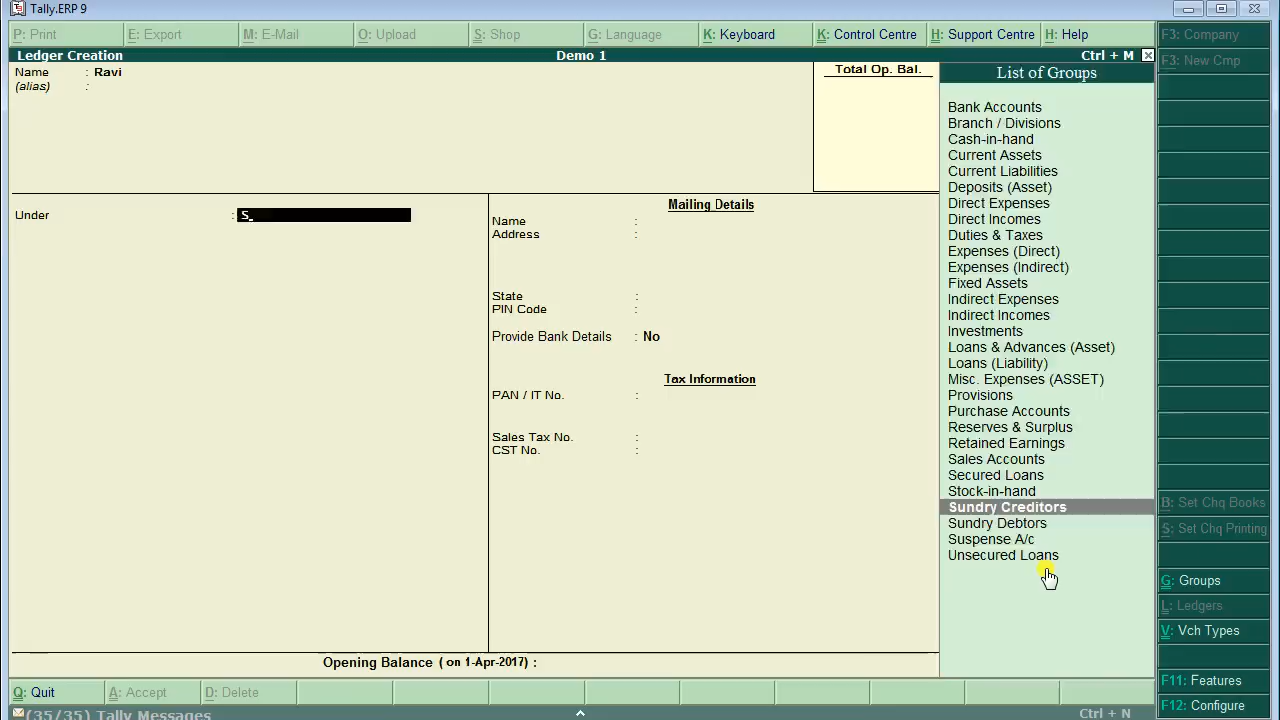 Tally.ERP 9
P: Print E: Export M: E-Mail O: Upload S: Shop G: Language K: Keyboard K: Control Centre H: Support Centre H: Help
F3: Company
F3: New Cmp
Ledger Creation Demo 1 Ctrl + M
Name : Ravi
(alias) :
Total Op. Bal.
Under : S
Mailing Details
Name :
Address :
State :
PIN Code :
Provide Bank Details : No
Tax Information
PAN / IT No. :
Sales Tax No. :
CST No. :
Opening Balance ( on 1-Apr-2017) :
List of Groups
Bank Accounts
Branch / Divisions
Cash-in-hand
Current Assets
Current Liabilities
Deposits (Asset)
Direct Expenses
Direct Incomes
Duties & Taxes
Expenses (Direct)
Expenses (Indirect)
Fixed Assets
Indirect Expenses
Indirect Incomes
Investments
Loans & Advances (Asset)
Loans (Liability)
Misc. Expenses (ASSET)
Provisions
Purchase Accounts
Reserves & Surplus
Retained Earnings
Sales Accounts
Secured Loans
Stock-in-hand
Sundry Creditors
Sundry Debtors
Suspense A/c
Unsecured Loans
B: Set Chq Books
S: Set Chq Printing
G: Groups
L: Ledgers
V: Vch Types
F11: Features
F12: Configure
Q: Quit A: Accept D: Delete
(35/35) Tally Messages Ctrl + N